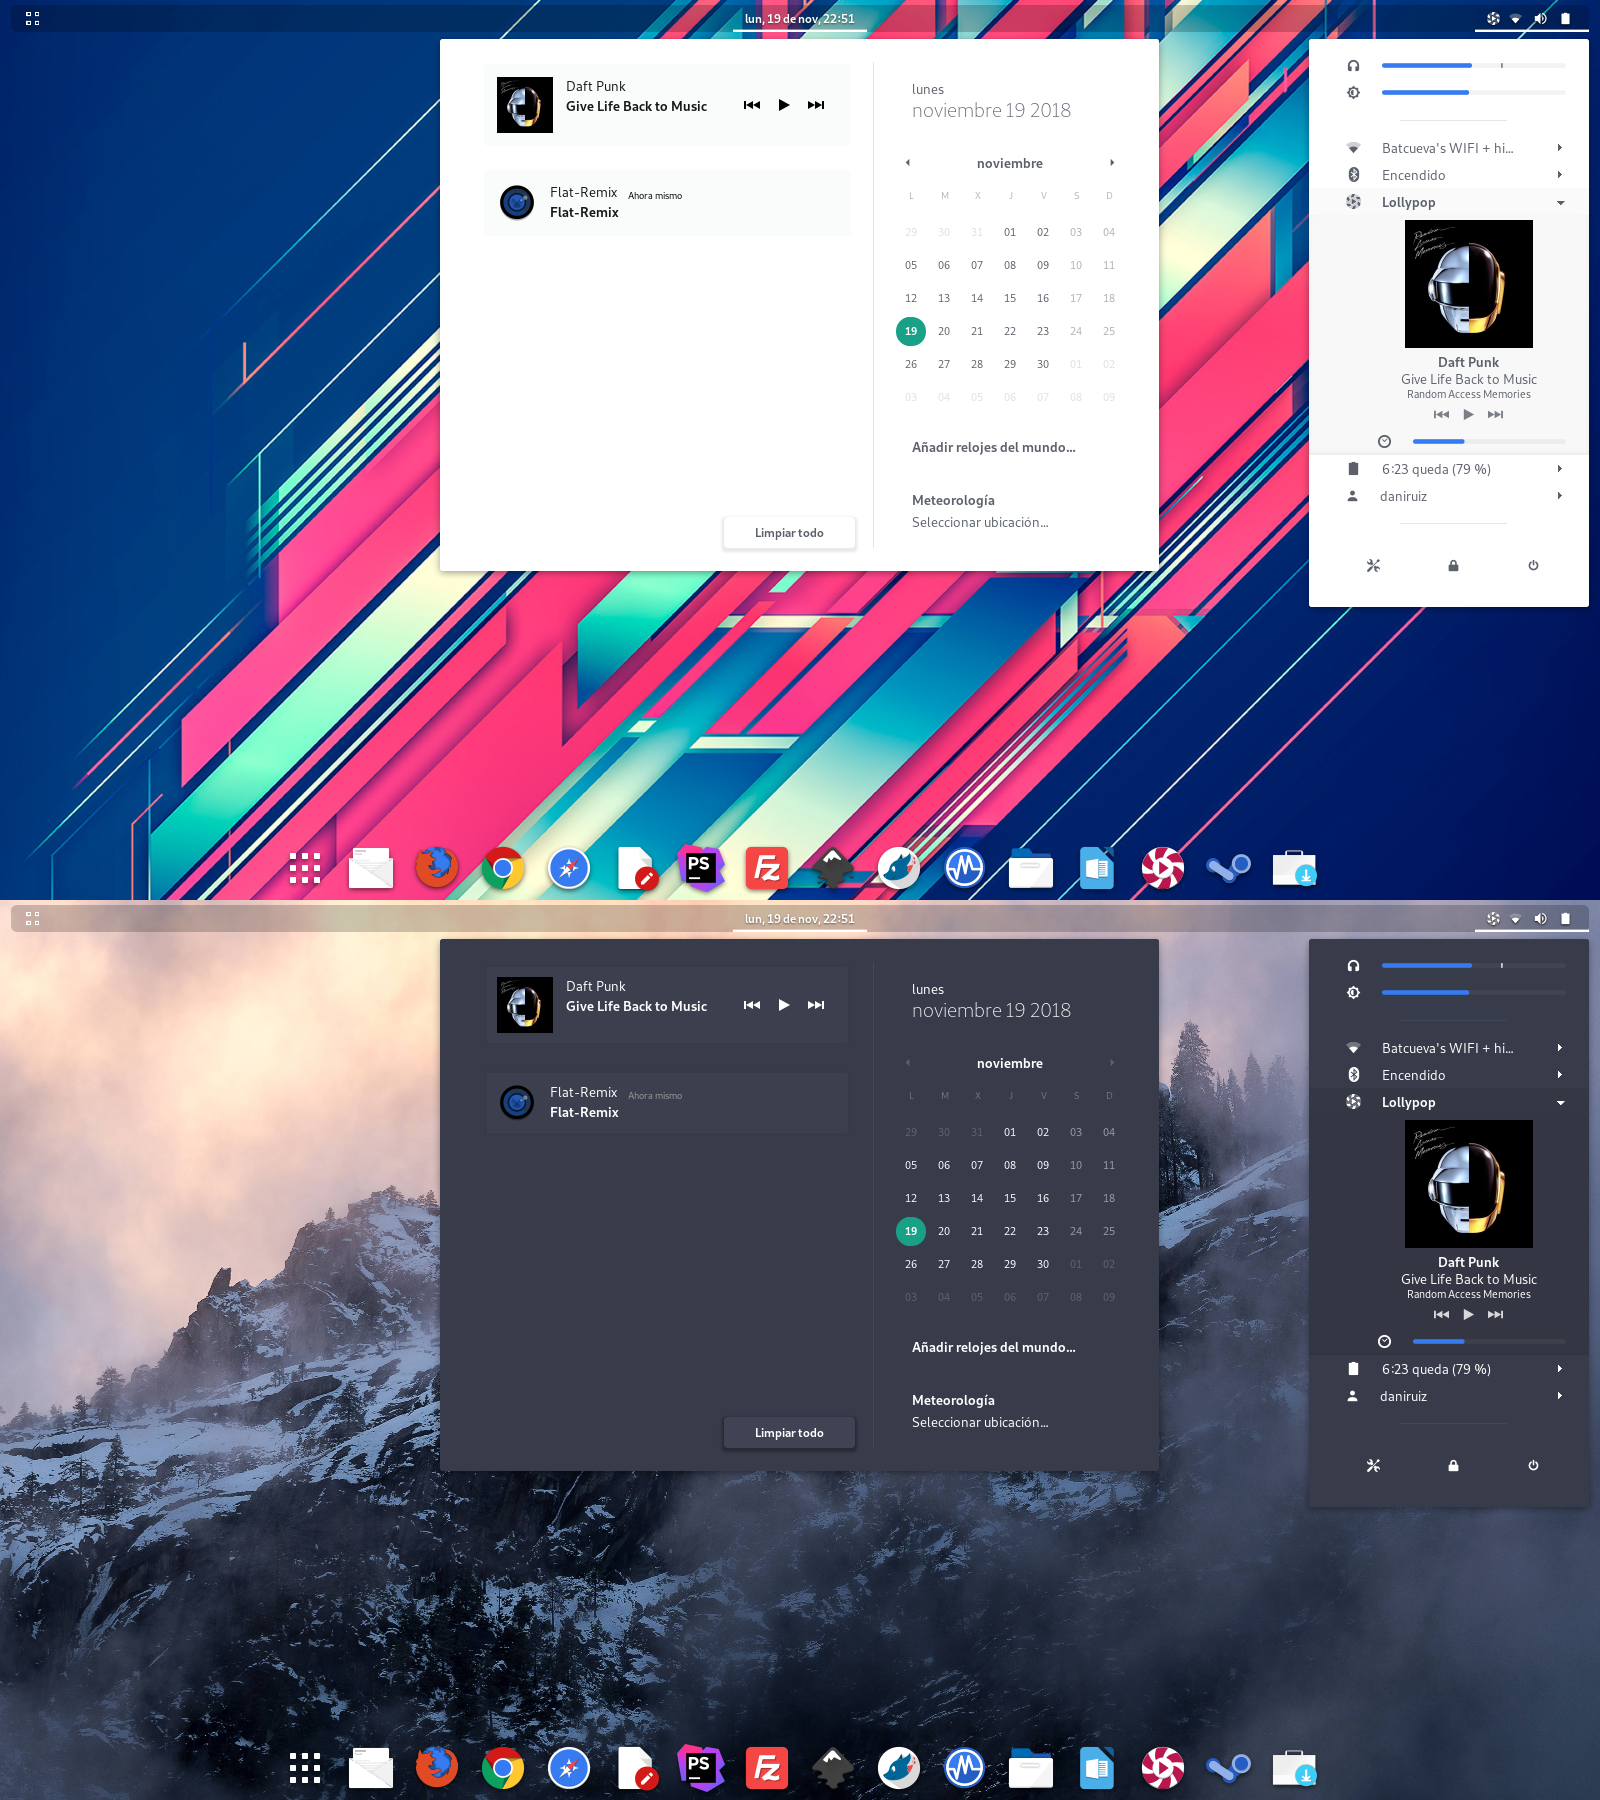 lun, 19 de nov, 22:51
Daft Punk
Give Life Back to Music
Flat-Remix Ahora mismo
Flat-Remix
Limpiar todo
lunes
noviembre 19 2018
noviembre
L M X J V S D
29 30 31 01 02 03 04
05 06 07 08 09 10 11
12 13 14 15 16 17 18
19 20 21 22 23 24 25
26 27 28 29 30 01 02
03 04 05 06 07 08 09
Añadir relojes del mundo...
Meteorología
Seleccionar ubicación...
Batcueva's WIFI + hi...
Encendido
Lollypop
Daft Punk
Give Life Back to Music
Random Access Memories
6:23 queda (79 %)
daniruiz
PS
Fz
lun, 19 de nov, 22:51
Daft Punk
Give Life Back to Music
Flat-Remix Ahora mismo
Flat-Remix
Limpiar todo
lunes
noviembre 19 2018
noviembre
L M X J V S D
29 30 31 01 02 03 04
05 06 07 08 09 10 11
12 13 14 15 16 17 18
19 20 21 22 23 24 25
26 27 28 29 30 01 02
03 04 05 06 07 08 09
Añadir relojes del mundo...
Meteorología
Seleccionar ubicación...
Batcueva's WIFI + hi...
Encendido
Lollypop
Daft Punk
Give Life Back to Music
Random Access Memories
6:23 queda (79 %)
daniruiz
PS
Fz